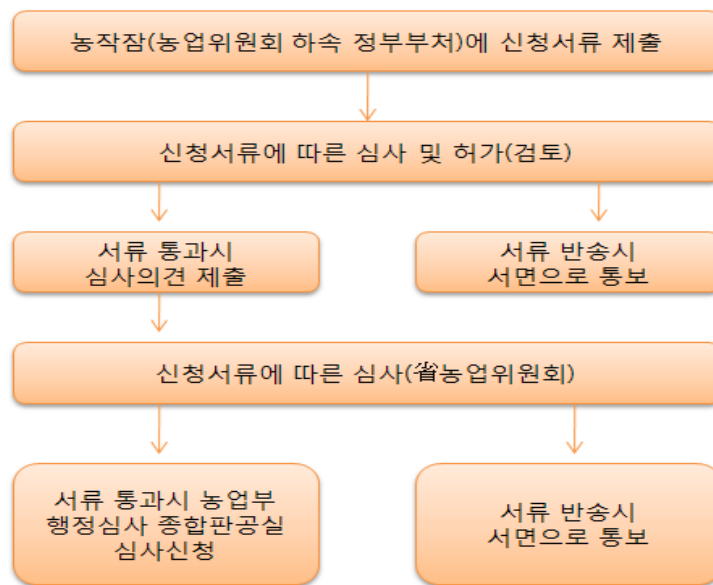 농작잠(농업위원회 하속 정부부처)에 신청서류 제출
신청서류에 따른 심사 및 허가(검토)
서류 통과시
심사의견 제출
서류 반송시
서면으로 통보
신청서류에 따른 심사(省농업위원회)
서류 통과시 농업부
행정심사 종합판공실
심사신청
서류 반송시
서면으로 통보